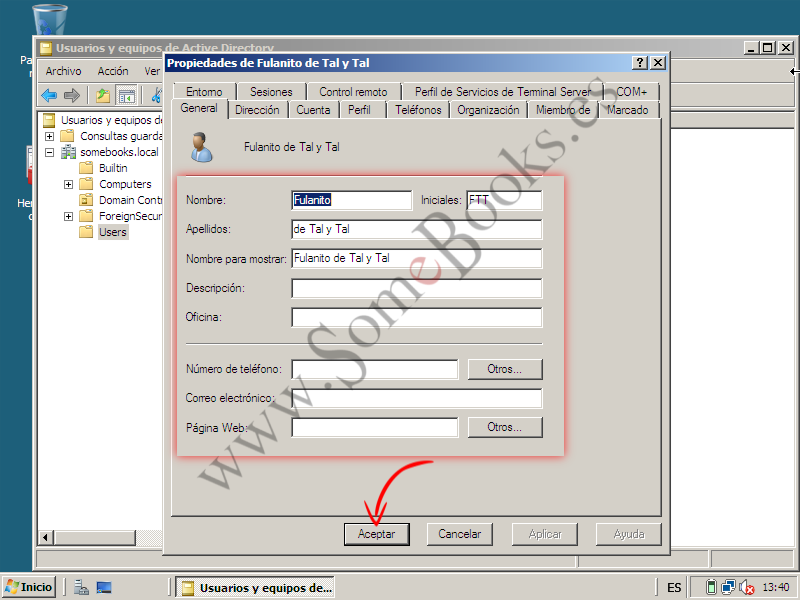 Usuarios y equipos de Active Directory
Propiedades de Fulanito de Tal y Tal
Archivo Acción Ver
Entorno Sesiones Control remoto Perfil de Servicios de Terminal Server COM+
General Dirección Cuenta Perfil Teléfonos Organización Miembro de Marcado
Usuarios y equipos de
Consultas guarda
somebooks.local
Builtin
Computers
Domain Contr
ForeignSecur
Users
Fulanito de Tal y Tal
Nombre: Fulanito Iniciales: FTT
Apellidos: de Tal y Tal
Nombre para mostrar: Fulanito de Tal y Tal
Descripción:
Oficina:
Número de teléfono: Otros...
Correo electrónico:
Página Web: Otros...
www.SomeBooks.es
Aceptar Cancelar Aplicar Ayuda
Inicio Usuarios y equipos de... ES 13:40